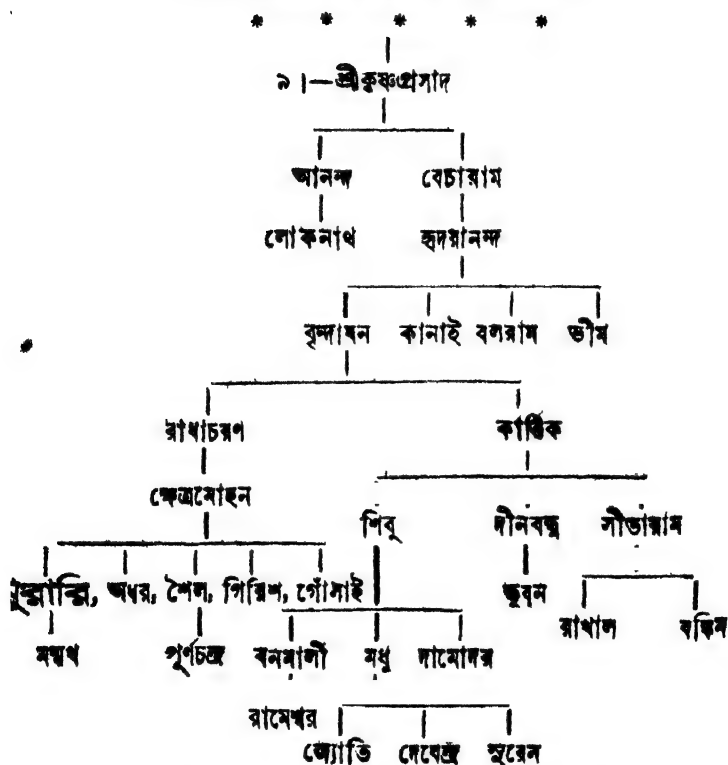 * * * * *
৯।—শ্রীকৃষ্ণপ্রসাদ
আনন্দ বেচারাম
লোকনাথ হৃদয়ানন্দ
বৃন্দাবন কানাই বলরাম ভীম
*
রাধাচরণ কার্ত্তিক
ক্ষেত্রমোহন
শিবু দীনবন্ধু সীতারাম
অধর, শৈল, গিরিশ, গোঁসাই
ভুবন
রাখাল বঙ্কিম
মন্মথ পূর্ণচন্দ্র বনমালী মধু দামোদর
রামেশ্বর
জ্যোতি দেবেন্দ্র সুরেন